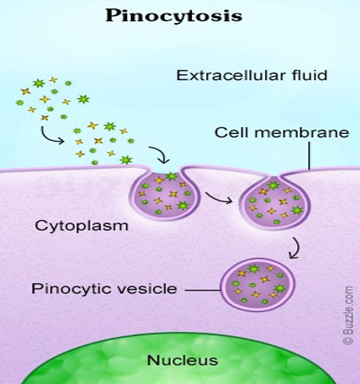 Pinocytosis
Extracellular fluid
Cell membrane
Cytoplasm
Pinocytic vesicle
Nucleus
© Buzzle.com